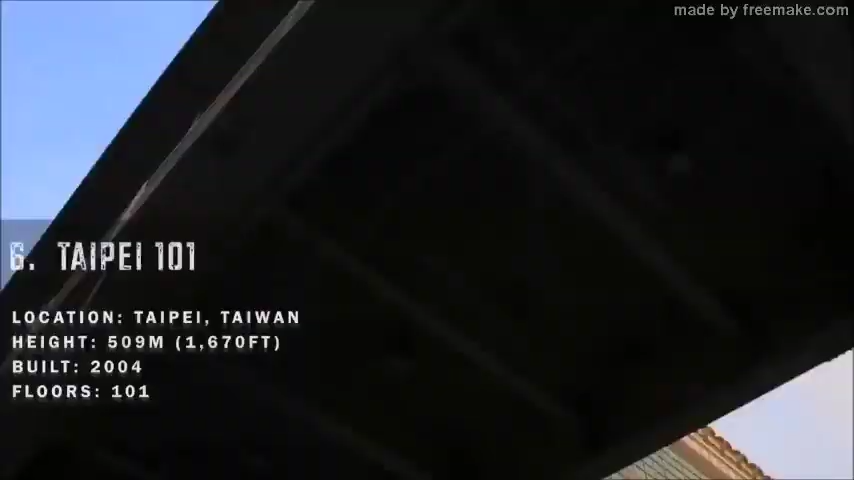 made by freemake.com
6. TAIPEI 101
LOCATION: TAIPEI, TAIWAN
HEIGHT: 509M (1,670FT)
BUILT: 2004
FLOORS: 101